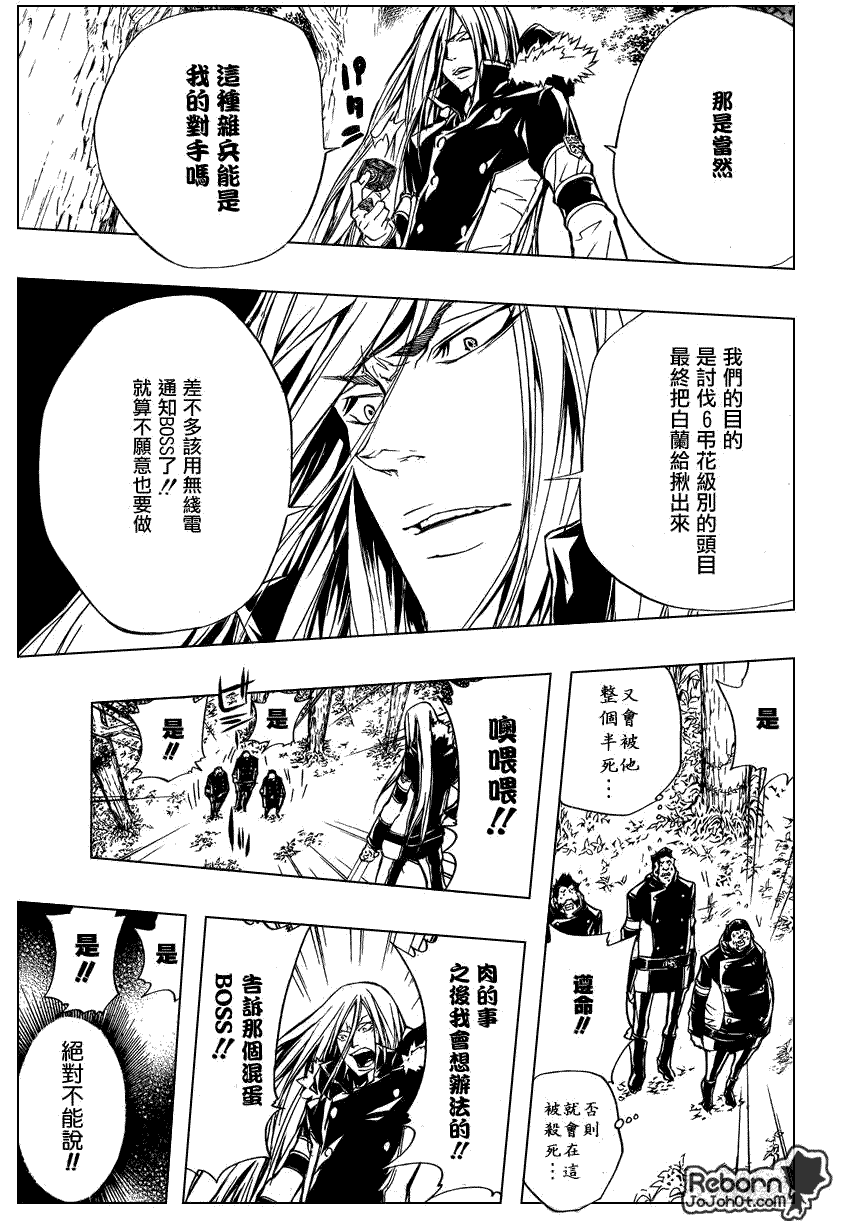 那是當然
這種雜兵能是
我的對手嗎
我們的目的
是討伐6弔花級別的頭目
最終把白蘭給揪出來
差不多該用無綫電
通知BOSS了!!
就算不願意也要做
是
又會被他
整個半死…
遵命!!
否則
就會在這
被殺死…
噢喂喂!!
是
是!!
肉的事
之後我會想辦法的!!
告訴那個混蛋
BOSS!!
是
是!!
絕對不能說!!
Reborn
JoJoHot.com